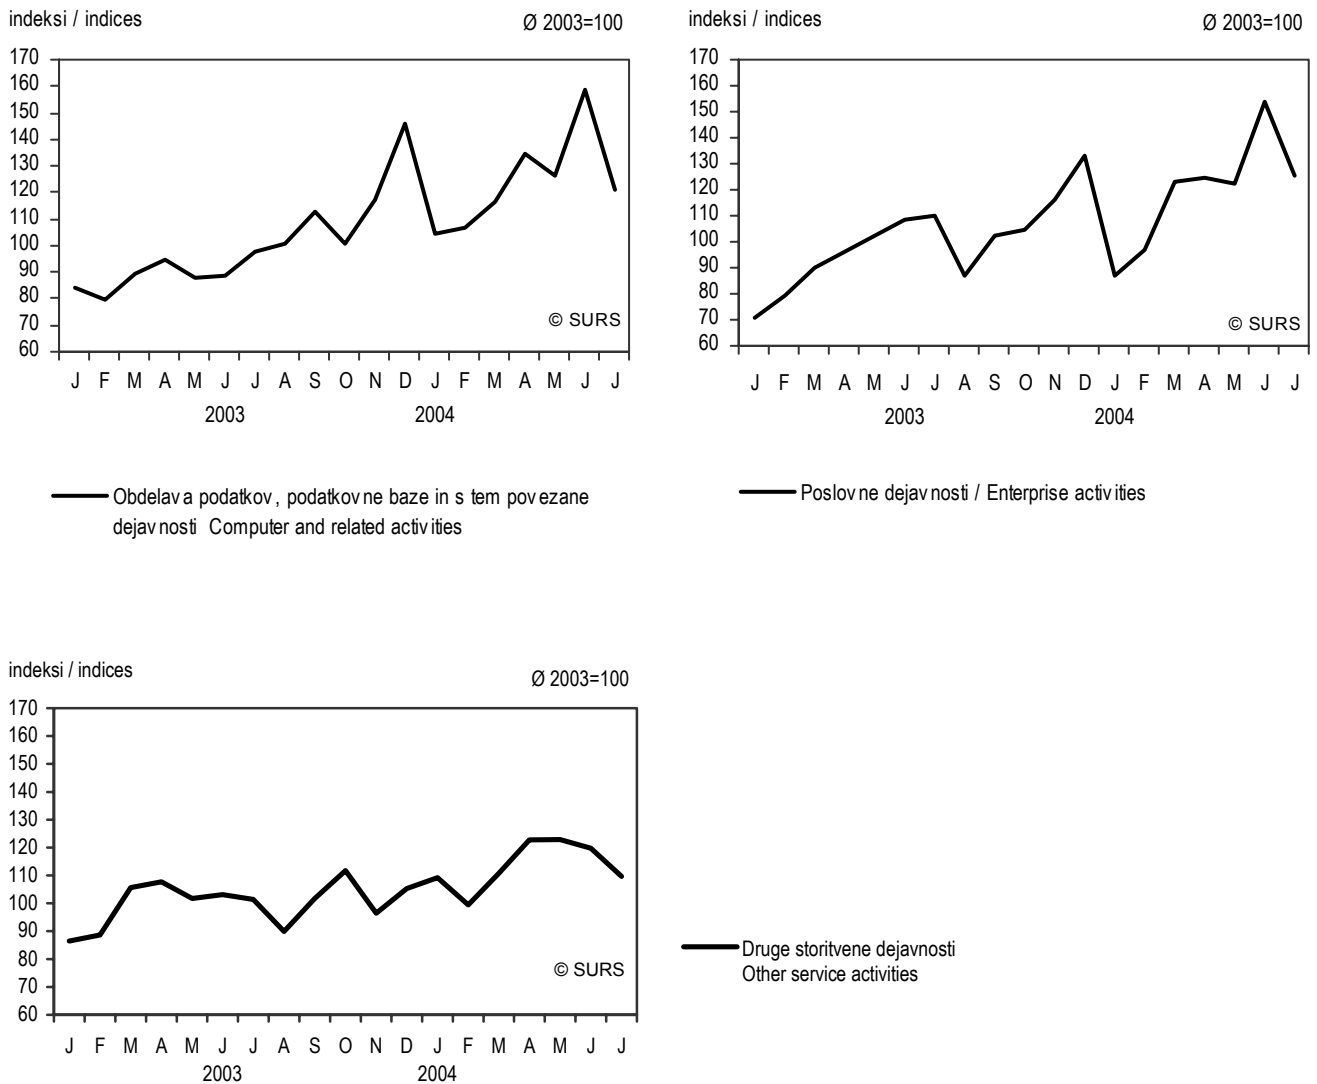 indeksi / indices
Ø 2003=100
170
160
150
140
130
120
110
100
90
80
70
60
© SURS
J F M A M J J A S O N D J F M A M J J
2003 2004
Obdelava podatkov, podatkovne baze in s tem povezane
dejavnosti Computer and related activities
indeksi / indices
Ø 2003=100
170
160
150
140
130
120
110
100
90
80
70
60
© SURS
J F M A M J J A S O N D J F M A M J J
2003 2004
Poslovne dejavnosti / Enterprise activities
indeksi / indices
Ø 2003=100
170
160
150
140
130
120
110
100
90
80
70
60
© SURS
J F M A M J J A S O N D J F M A M J J
2003 2004
Druge storitvene dejavnosti
Other service activities